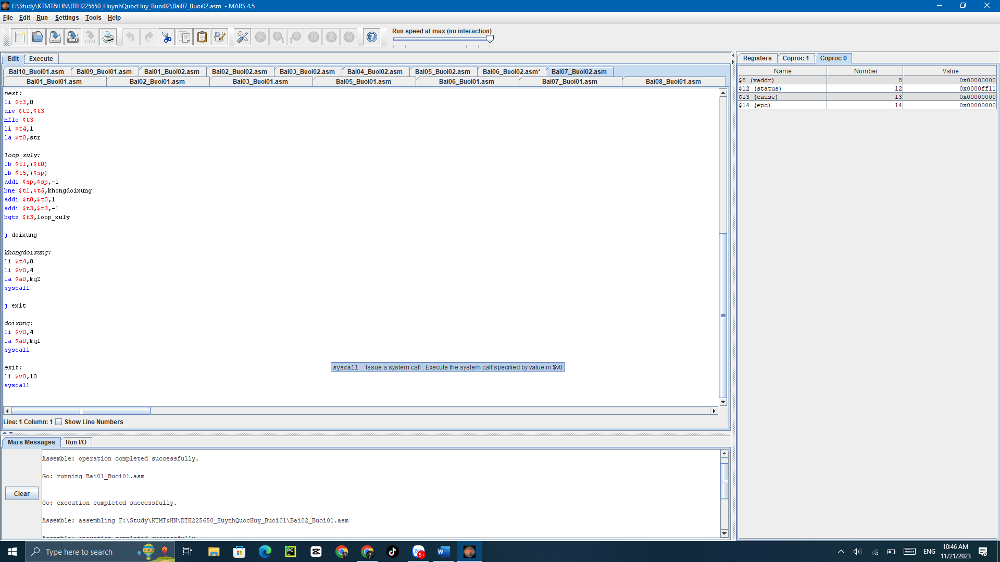 F:\Study\KTMT&HN\DTH225650_HuynhQuocHuy_Buoi02\Bai07_Buoi02.asm - MARS 4.5
File Edit Run Settings Tools Help
Run speed at max (no interaction)
Edit Execute
Bai10_Buoi01.asm Bai09_Buoi01.asm Bai01_Buoi02.asm Bai02_Buoi02.asm Bai03_Buoi02.asm Bai04_Buoi02.asm Bai05_Buoi02.asm Bai06_Buoi02.asm* Bai07_Buoi02.asm
Bai01_Buoi01.asm Bai02_Buoi01.asm Bai03_Buoi01.asm Bai05_Buoi01.asm Bai06_Buoi01.asm Bai07_Buoi01.asm Bai08_Buoi01.asm
next:
li $t3,0
div $t2,$t3
mflo $t3
li $t4,1
la $t0,str
loop_xuly:
lb $t1,($t0)
lb $t5,($sp)
addi $sp,$sp,-1
bne $t1,$t5,khongdoixung
addi $t0,$t0,1
addi $t3,$t3,-1
bgtz $t3,loop_xuly
j doixung
khongdoixung:
li $t4,0
li $v0,4
la $a0,kq2
syscall
j exit
doixung:
li $v0,4
la $a0,kq1
syscall
exit:
li $v0,10
syscall
syscall Issue a system call : Execute the system call specified by value in $v0
Line: 1 Column: 1 Show Line Numbers
Mars Messages Run I/O
Clear
Assemble: operation completed successfully.
Go: running Bai01_Buoi01.asm
Go: execution completed successfully.
Assemble: assembling F:\Study\KTMT&HN\DTH225650_HuynhQuocHuy_Buoi01\Bai02_Buoi01.asm
Assemble: operation completed successfully.
Registers Coproc 1 Coproc 0
Name Number Value
$8 (vaddr) 8 0x00000000
$12 (status) 12 0x0000ff11
$13 (cause) 13 0x00000000
$14 (epc) 14 0x00000000
Type here to search
PC
Zalo
5+
W
ENG
10:46 AM
11/21/2023